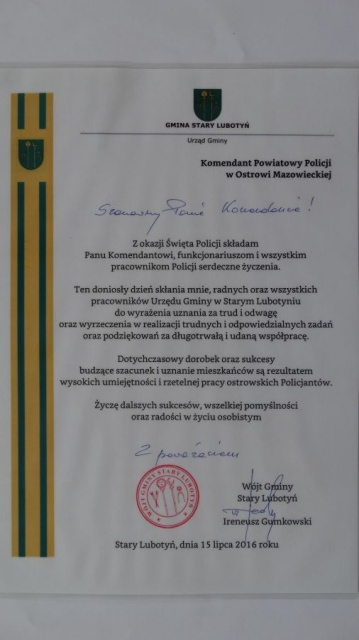 GMINA STARY LUBOTYŃ
Urząd Gminy
Komendant Powiatowy Policji
w Ostrowi Mazowieckiej
Szanowny Panie Komendancie!
Z okazji Święta Policji składam
Panu Komendantowi, funkcjonariuszom i wszystkim
pracownikom Policji serdeczne życzenia.
Ten doniosły dzień skłania mnie, radnych oraz wszystkich
pracowników Urzędu Gminy w Starym Lubotyniu
do wyrażenia uznania za trud i odwagę
oraz wyrzeczenia w realizacji trudnych i odpowiedzialnych zadań
oraz podziękowań za długotrwałą i udaną współpracę.
Dotychczasowy dorobek oraz sukcesy
budzące szacunek i uznanie mieszkańców są rezultatem
wysokich umiejętności i rzetelnej pracy ostrowskich Policjantów.
Życzę dalszych sukcesów, wszelkiej pomyślności
oraz radości w życiu osobistym
Z poważaniem
WÓJT GMINY STARY LUBOTYŃ
Wójt Gminy
Stary Lubotyń
Ireneusz Gumkowski
Stary Lubotyń, dnia 15 lipca 2016 roku